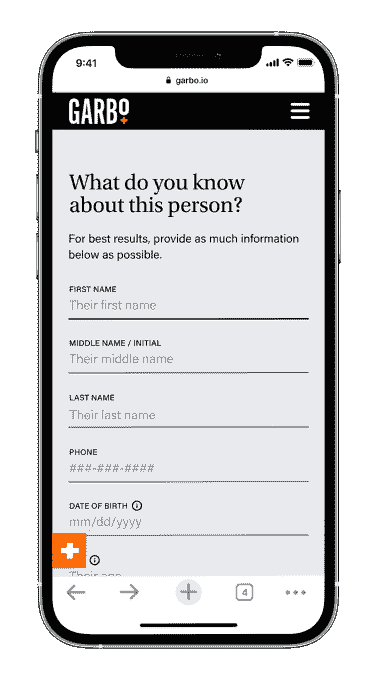 9:41
garbo.io
GARBO
What do you know
about this person?
For best results, provide as much information
below as possible.
FIRST NAME
Their first name
MIDDLE NAME / INITIAL
Their middle name
LAST NAME
Their last name
PHONE
###-###-####
DATE OF BIRTH
mm/dd/yyyy
Their age
4